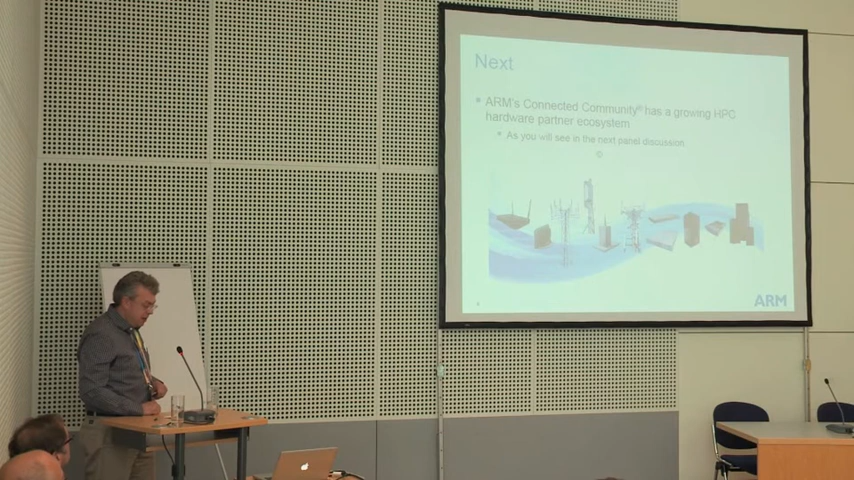 Next
ARM's Connected Community® has a growing HPC
hardware partner ecosystem
As you will see in the next panel discussion
ARM